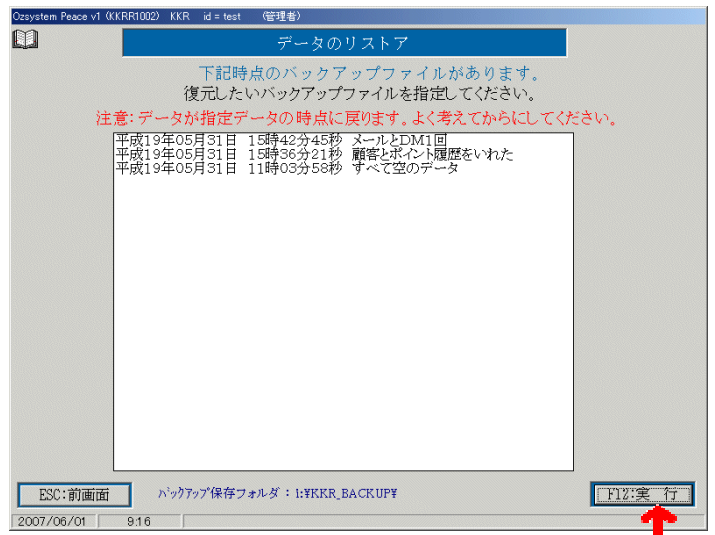 Ozsystem Peace v1 (KKRR1002) KKR id = test (管理者)
データのリストア
下記時点のバックアップファイルがあります。
復元したいバックアップファイルを指定してください。
注意：データが指定データの時点に戻ります。よく考えてからにしてください。
平成19年05月31日 15時42分45秒 メールとDM1回
平成19年05月31日 15時36分21秒 顧客とポイント履歴をいれた
平成19年05月31日 11時03分58秒 すべて空のデータ
ESC：前画面 ﾊﾞｯｸｱｯﾌﾟ保存フォルダ：l:¥KKR_BACKUP¥ F12：実 行
2007/06/01 9:16